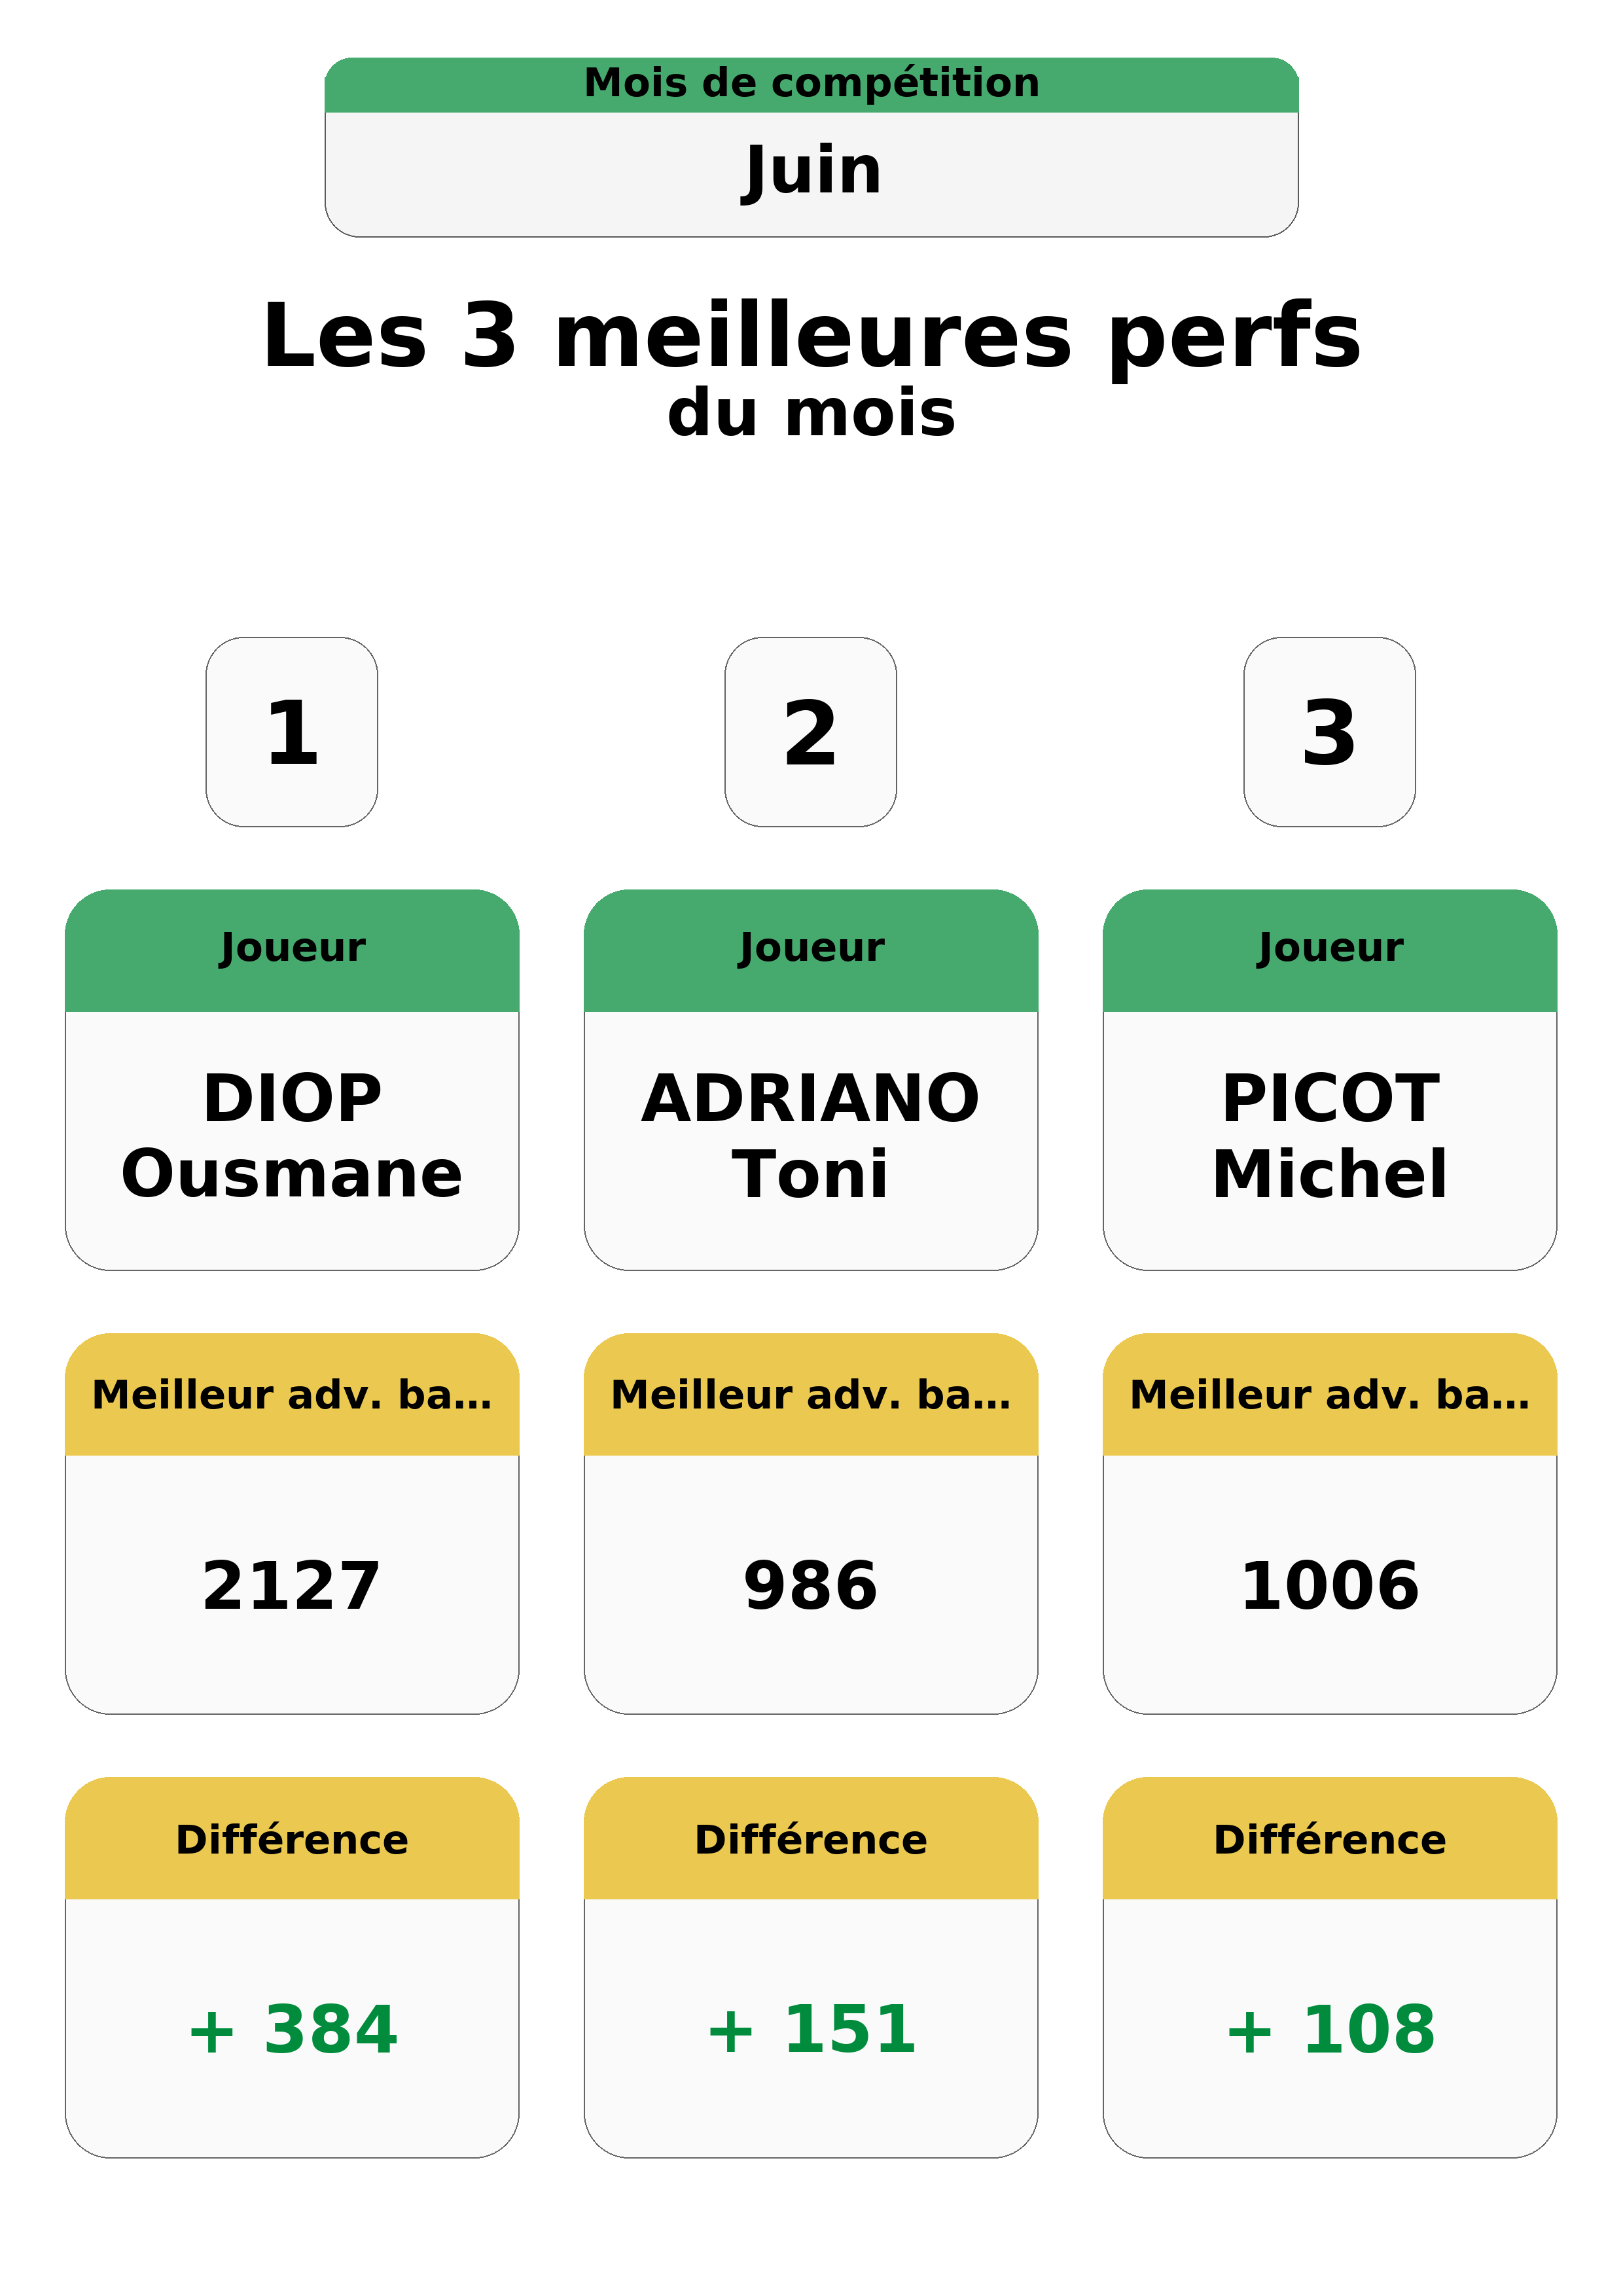 Mois de compétition
Juin
Les 3 meilleures perfs
du mois
1
2
3
Joueur
Joueur
Joueur
DIOP
Ousmane
ADRIANO
Toni
PICOT
Michel
Meilleur adv. ba...
Meilleur adv. ba...
Meilleur adv. ba...
2127
986
1006
Différence
Différence
Différence
+ 384
+ 151
+ 108